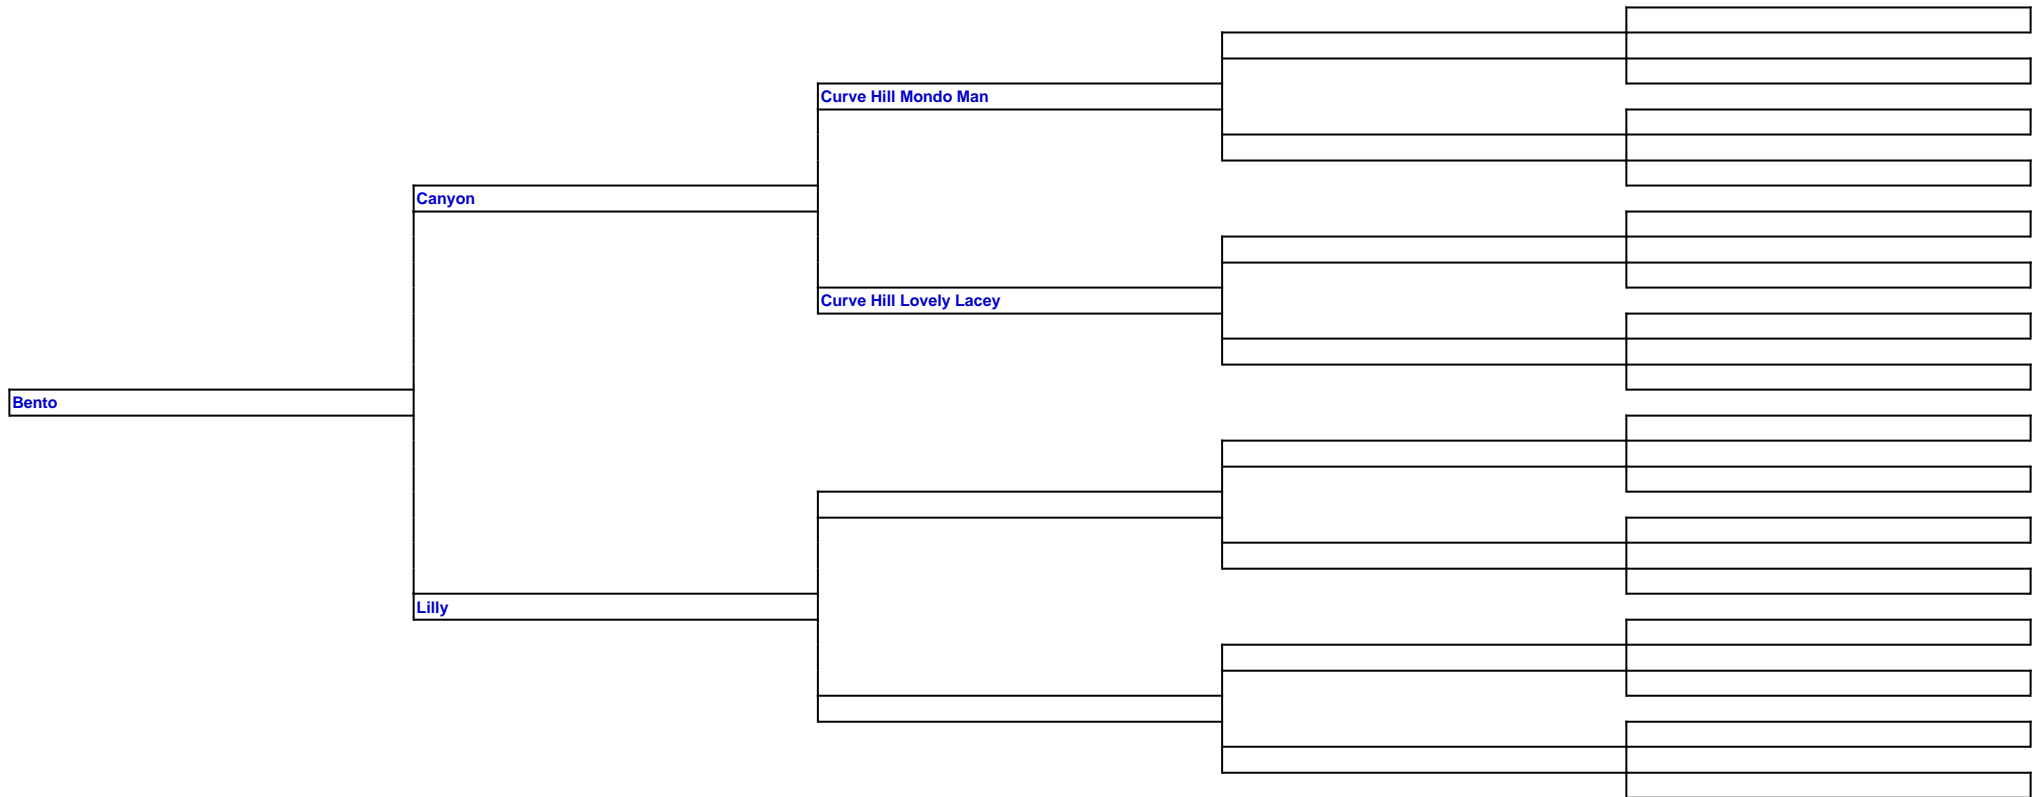 Curve Hill Mondo Man
Canyon
Curve Hill Lovely Lacey
Bento
Lilly